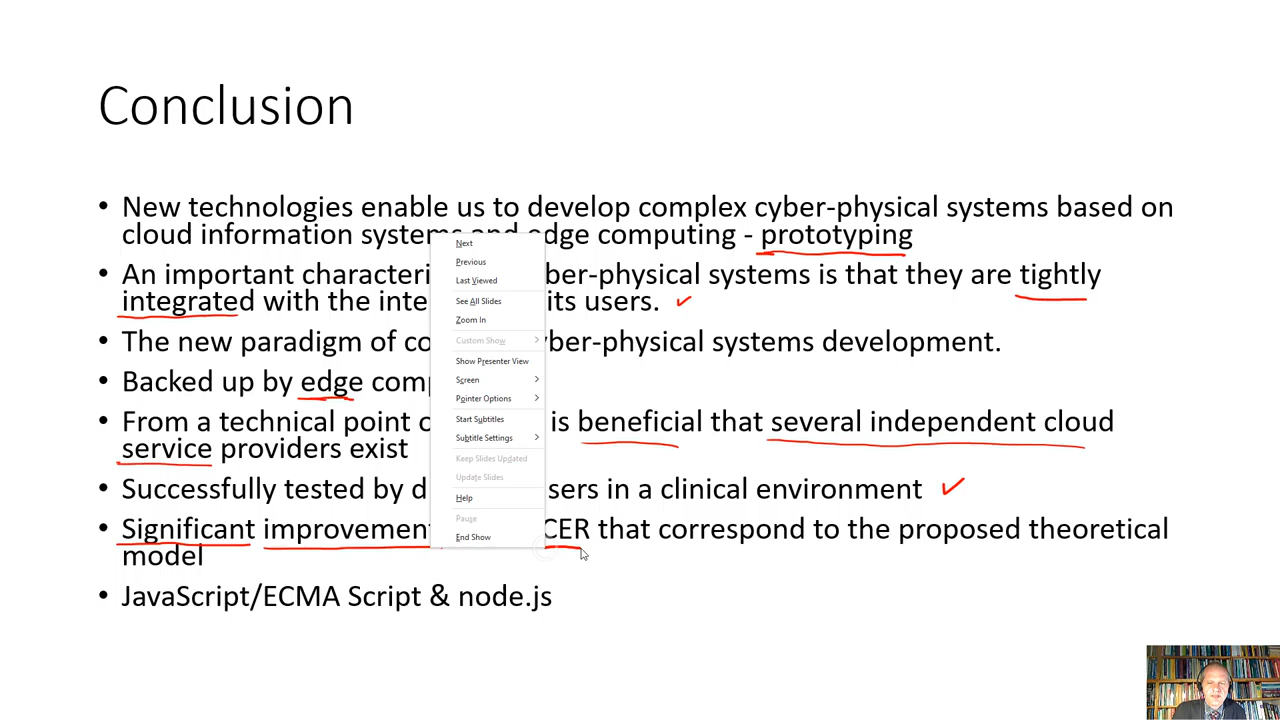 Conclusion
• New technologies enable us to develop complex cyber-physical systems based on
cloud information systems and edge computing - prototyping
• An important characteri ber-physical systems is that they are tightly
integrated with the inte its users.
• The new paradigm of co yber-physical systems development.
• Backed up by edge comp
• From a technical point o is beneficial that several independent cloud
service providers exist
• Successfully tested by d sers in a clinical environment
• Significant improvement CER that correspond to the proposed theoretical
model
• JavaScript/ECMA Script & node.js
Next
Previous
Last Viewed
See All Slides
Zoom In
Custom Show
Show Presenter View
Screen
Pointer Options
Start Subtitles
Subtitle Settings
Keep Slides Updated
Update Slides
Help
Pause
End Show